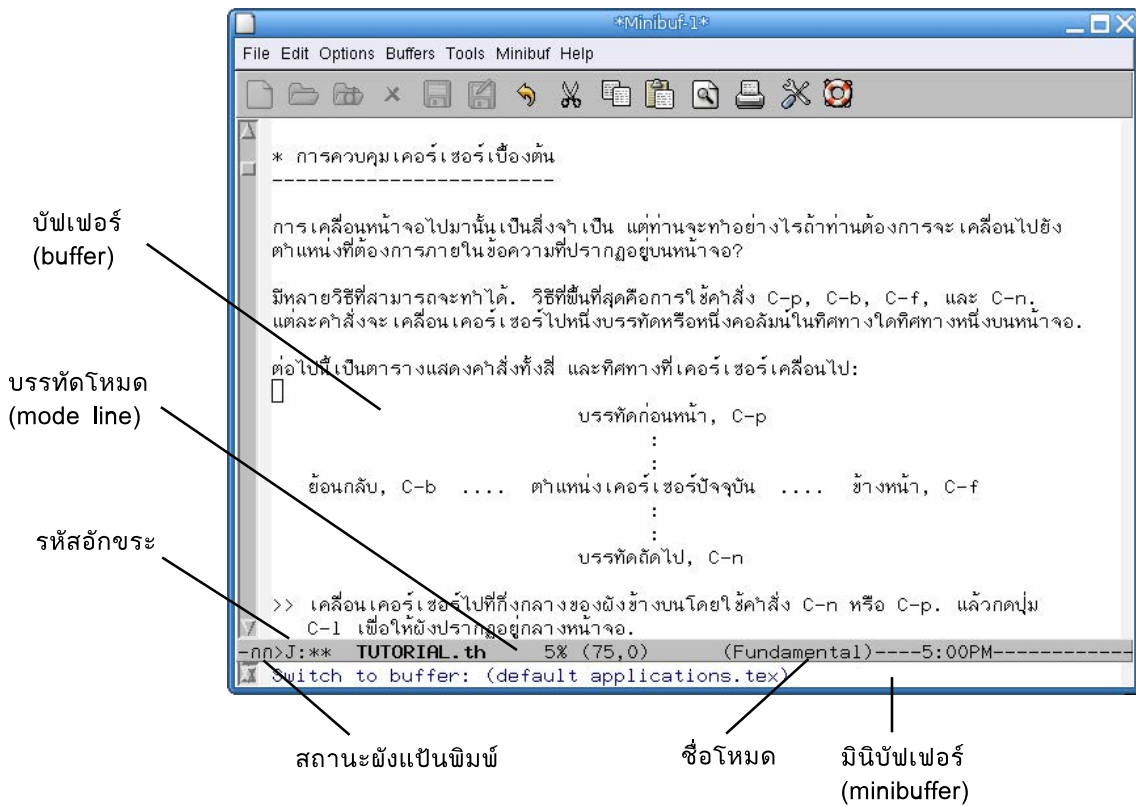 *Minibuf-1*
File Edit Options Buffers Tools Minibuf Help
* การควบคุมเคอร์เซอร์เบื้องต้น
------------------------
การเคลื่อนหน้าจอไปมานั้นเป็นสิ่งจำเป็น แต่ท่านจะทำอย่างไรถ้าท่านต้องการจะเคลื่อนไปยัง
ตำแหน่งที่ต้องการภายในข้อความที่ปรากฏอยู่บนหน้าจอ?
มีหลายวิธีที่สามารถจะทำได้. วิธีที่พื้นที่สุดคือการใช้คำสั่ง C-p, C-b, C-f, และ C-n.
แต่ละคำสั่งจะเคลื่อนเคอร์เซอร์ไปหนึ่งบรรทัดหรือหนึ่งคอลัมน์ในทิศทางใดทิศทางหนึ่งบนหน้าจอ.
ต่อไปนี้เป็นตารางแสดงคำสั่งทั้งสี่ และทิศทางที่เคอร์เซอร์เคลื่อนไป:
บรรทัดก่อนหน้า, C-p
:
:
ย้อนกลับ, C-b .... ตำแหน่งเคอร์เซอร์ปัจจุบัน .... ข้างหน้า, C-f
:
:
บรรทัดถัดไป, C-n
>> เคลื่อนเคอร์เซอร์ไปที่กึ่งกลางของผังข้างบนโดยใช้คำสั่ง C-n หรือ C-p. แล้วกดปุ่ม
C-l เพื่อให้ผังปรากฏอยู่กลางหน้าจอ.
-กก>J:** TUTORIAL.th 5% (75,0) (Fundamental)----5:00PM------------
Switch to buffer: (default applications.tex)
บัฟเฟอร์
(buffer)
บรรทัดโหมด
(mode line)
รหัสอักขระ
สถานะผังแป้นพิมพ์
ชื่อโหมด
มินิบัฟเฟอร์
(minibuffer)